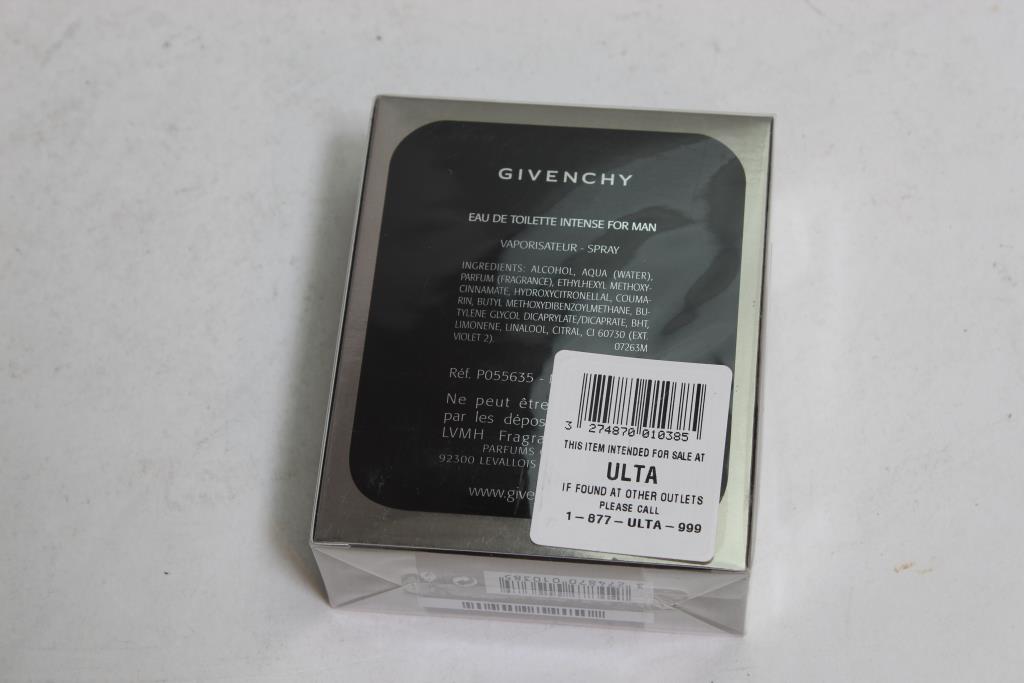 GIVENCHY
EAU DE TOILETTE INTENSE FOR MAN
VAPORISATEUR - SPRAY
INGREDIENTS: ALCOHOL, AQUA (WATER),
PARFUM (FRAGRANCE), ETHYLHEXYL METHOXY-
CINNAMATE, HYDROXYCITRONELLAL, COUMA-
RIN, BUTYL METHOXYDIBENZOYLMETHANE, BU-
TYLENE GLYCOL DICAPRYLATE/DICAPRATE, BHT,
LIMONENE, LINALOOL, CITRAL, CI 60730 (EXT.
VIOLET 2).
07263M
Réf. P055635 -
Ne peut être
par les dépos
LVMH Fragra
PARFUMS
92300 LEVALLOIS
www.give
3 274870 010385
THIS ITEM INTENDED FOR SALE AT
ULTA
IF FOUND AT OTHER OUTLETS
PLEASE CALL
1-877-ULTA-999
3 274870 010385